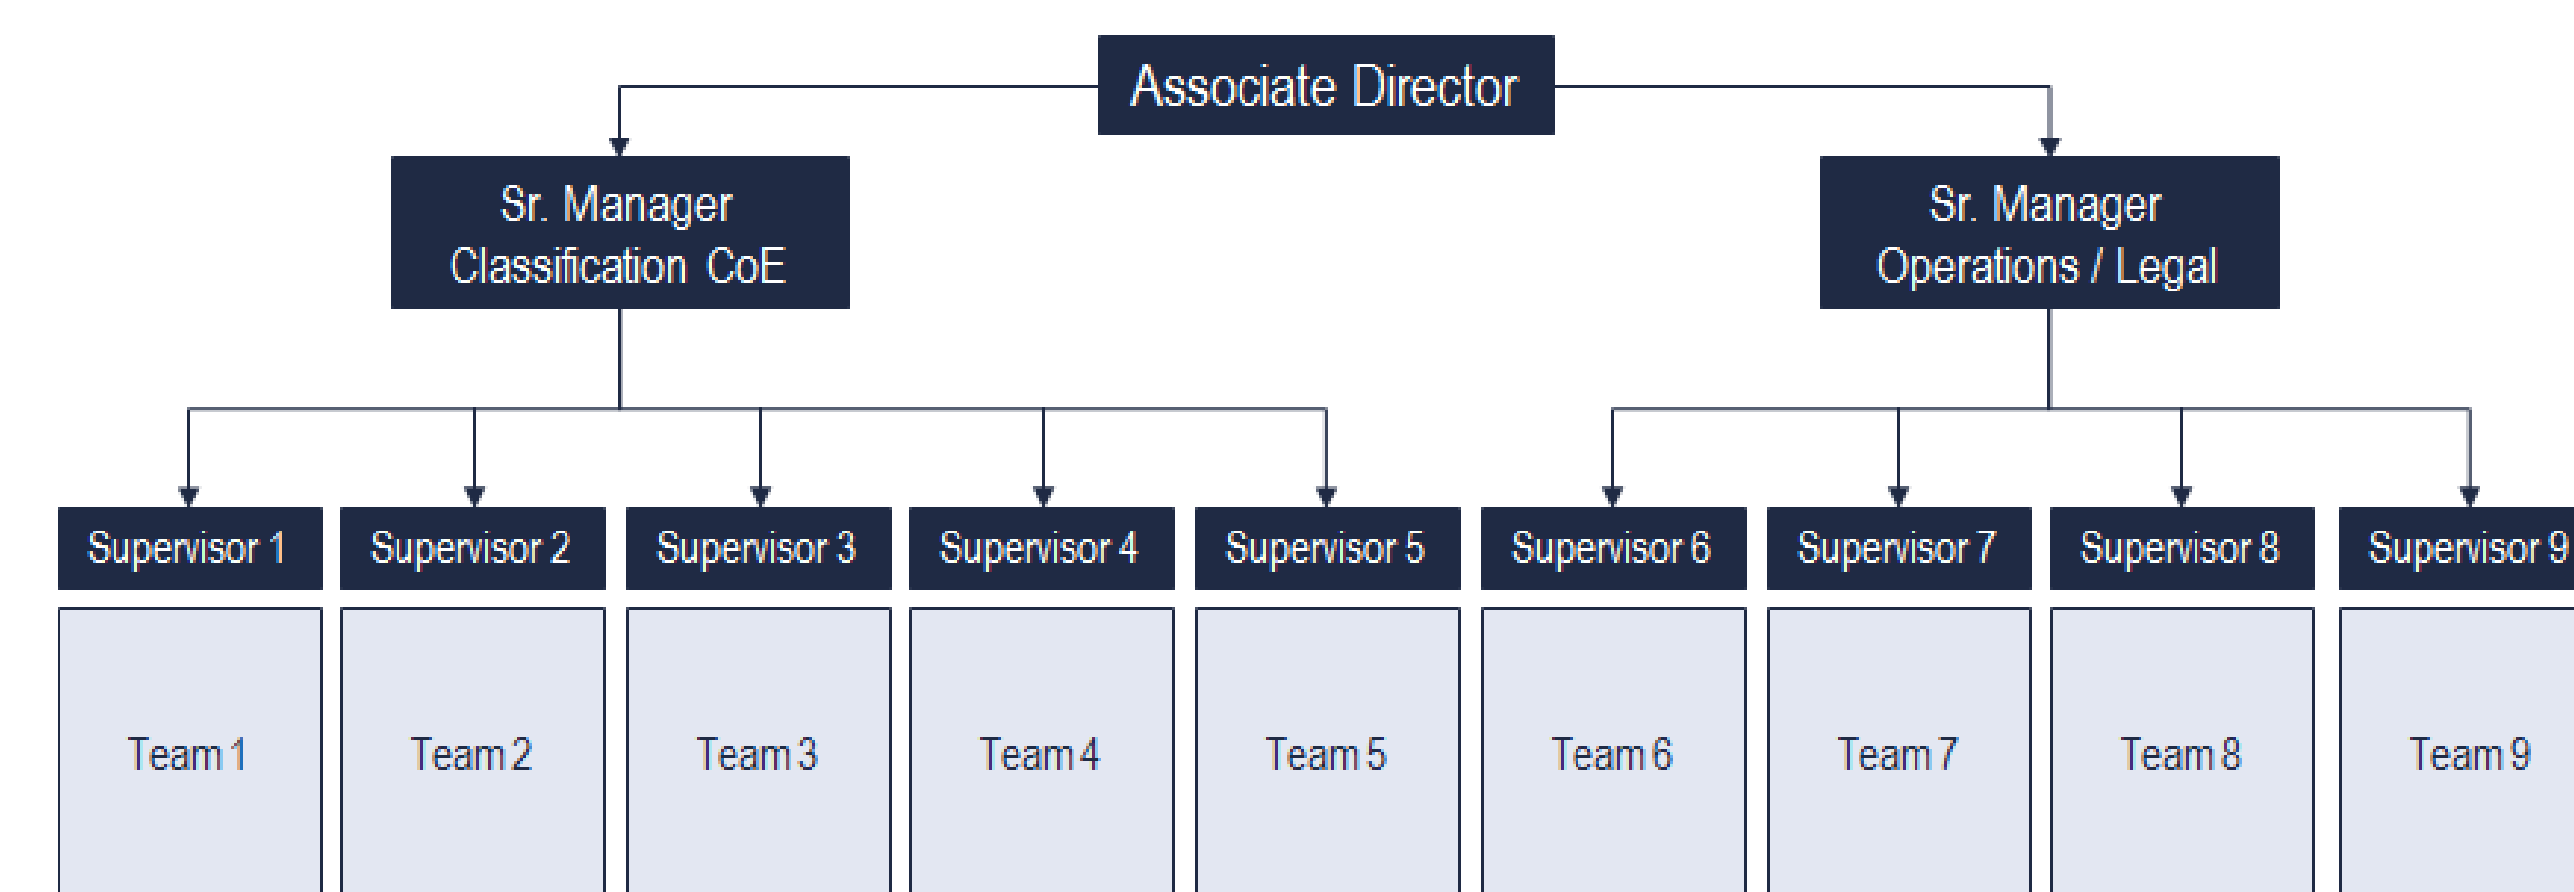 Associate Director
Sr. Manager
Classification CoE
Sr. Manager
Operations / Legal
Supervisor 1
Supervisor 2
Supervisor 3
Supervisor 4
Supervisor 5
Supervisor 6
Supervisor 7
Supervisor 8
Supervisor 9
Team 1
Team 2
Team 3
Team 4
Team 5
Team 6
Team 7
Team 8
Team 9